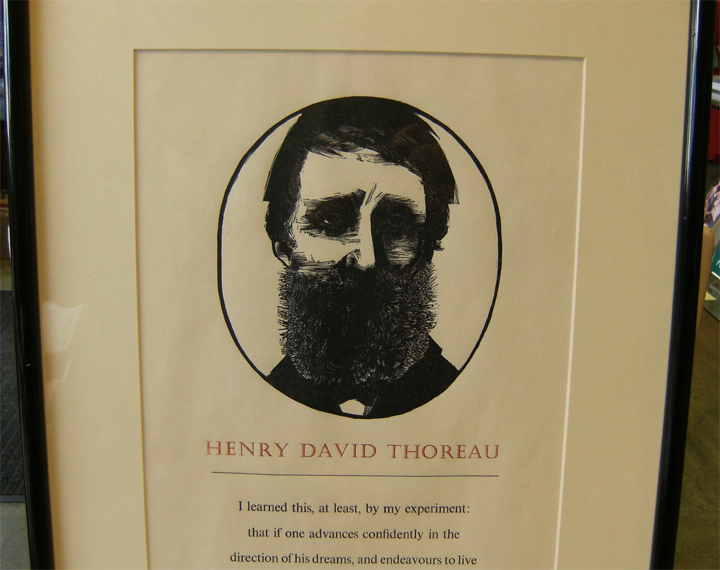 HENRY DAVID THOREAU
I learned this, at least, by my experiment:
that if one advances confidently in the
direction of his dreams, and endeavours to live